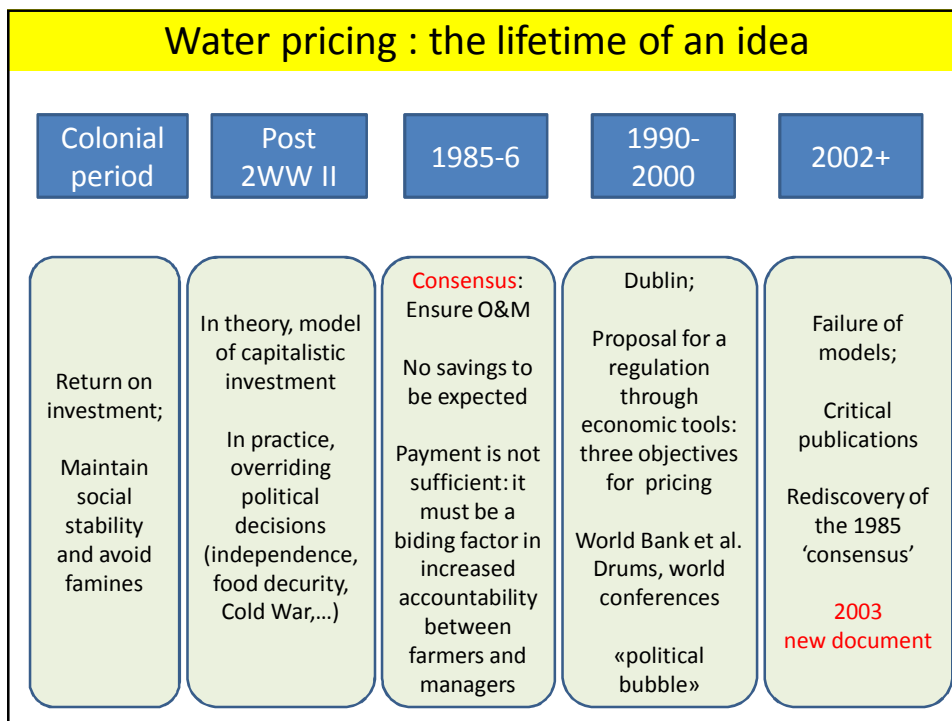 Water pricing : the lifetime of an idea
Colonial
period
Return on
investment;
Maintain
social
stability
and avoid
famines
Post
2WW II
In theory, model
of capitalistic
investment
In practice,
overriding
political
decisions
(independence,
food decurity,
Cold War,…)
1985-6
Consensus:
Ensure O&M
No savings to
be expected
Payment is not
sufficient: it
must be a
biding factor in
increased
accountability
between
farmers and
managers
1990-
2000
Dublin;
Proposal for a
regulation
through
economic tools:
three objectives
for pricing
World Bank et al.
Drums, world
conferences
«political
bubble»
2002+
Failure of
models;
Critical
publications
Rediscovery of
the 1985
‘consensus’
2003
new document